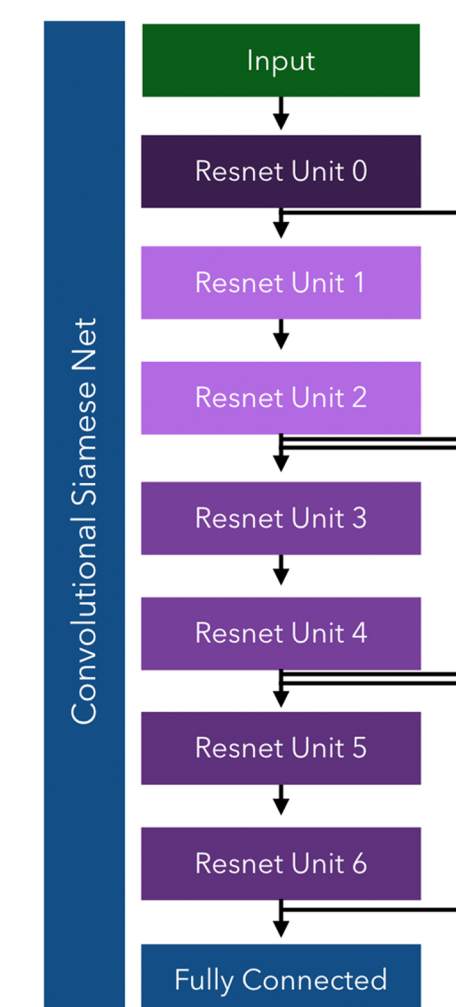 Convolutional Siamese Net
Input
Resnet Unit 0
Resnet Unit 1
Resnet Unit 2
Resnet Unit 3
Resnet Unit 4
Resnet Unit 5
Resnet Unit 6
Fully Connected